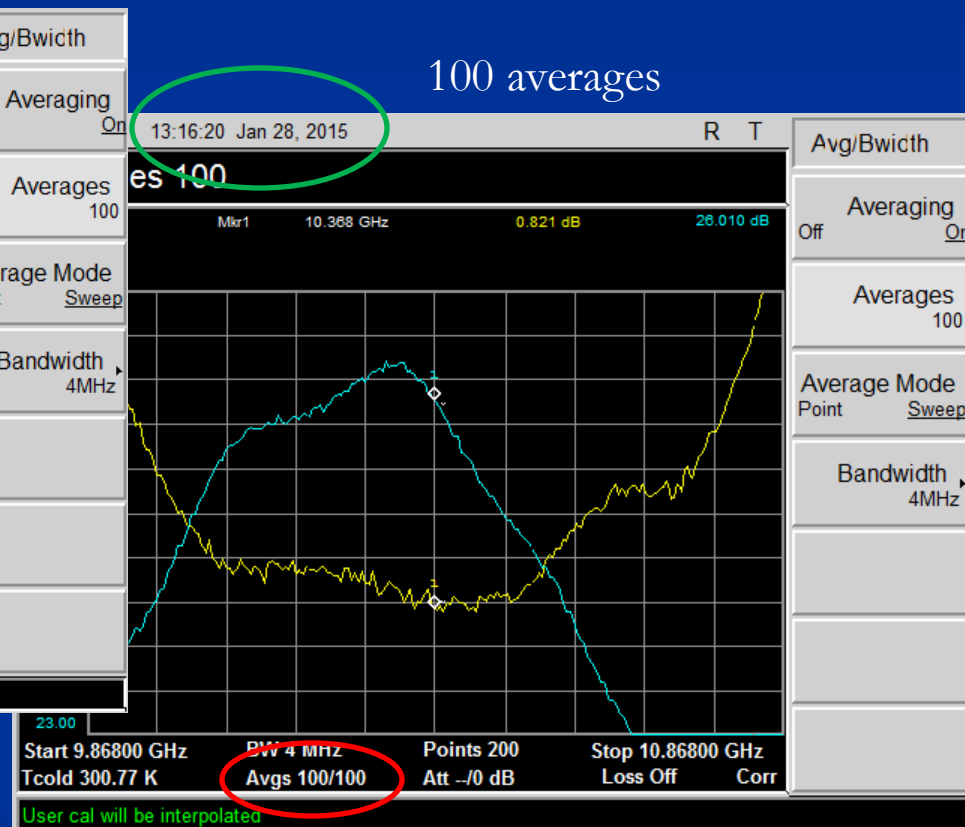 100 averages
g/Bwidth
Averaging
On
Averages
100
rage Mode
Sweep
Bandwidth
4MHz
13:16:20 Jan 28, 2015
R T
es 100
Mkr1 10.368 GHz 0.821 dB 26.010 dB
1
1
23.00
Start 9.86800 GHz BW 4 MHz Points 200 Stop 10.86800 GHz
Tcold 300.77 K Avgs 100/100 Att --/0 dB Loss Off Corr
User cal will be interpolated
Avg/Bwidth
Averaging
Off On
Averages
100
Average Mode
Point Sweep
Bandwidth
4MHz